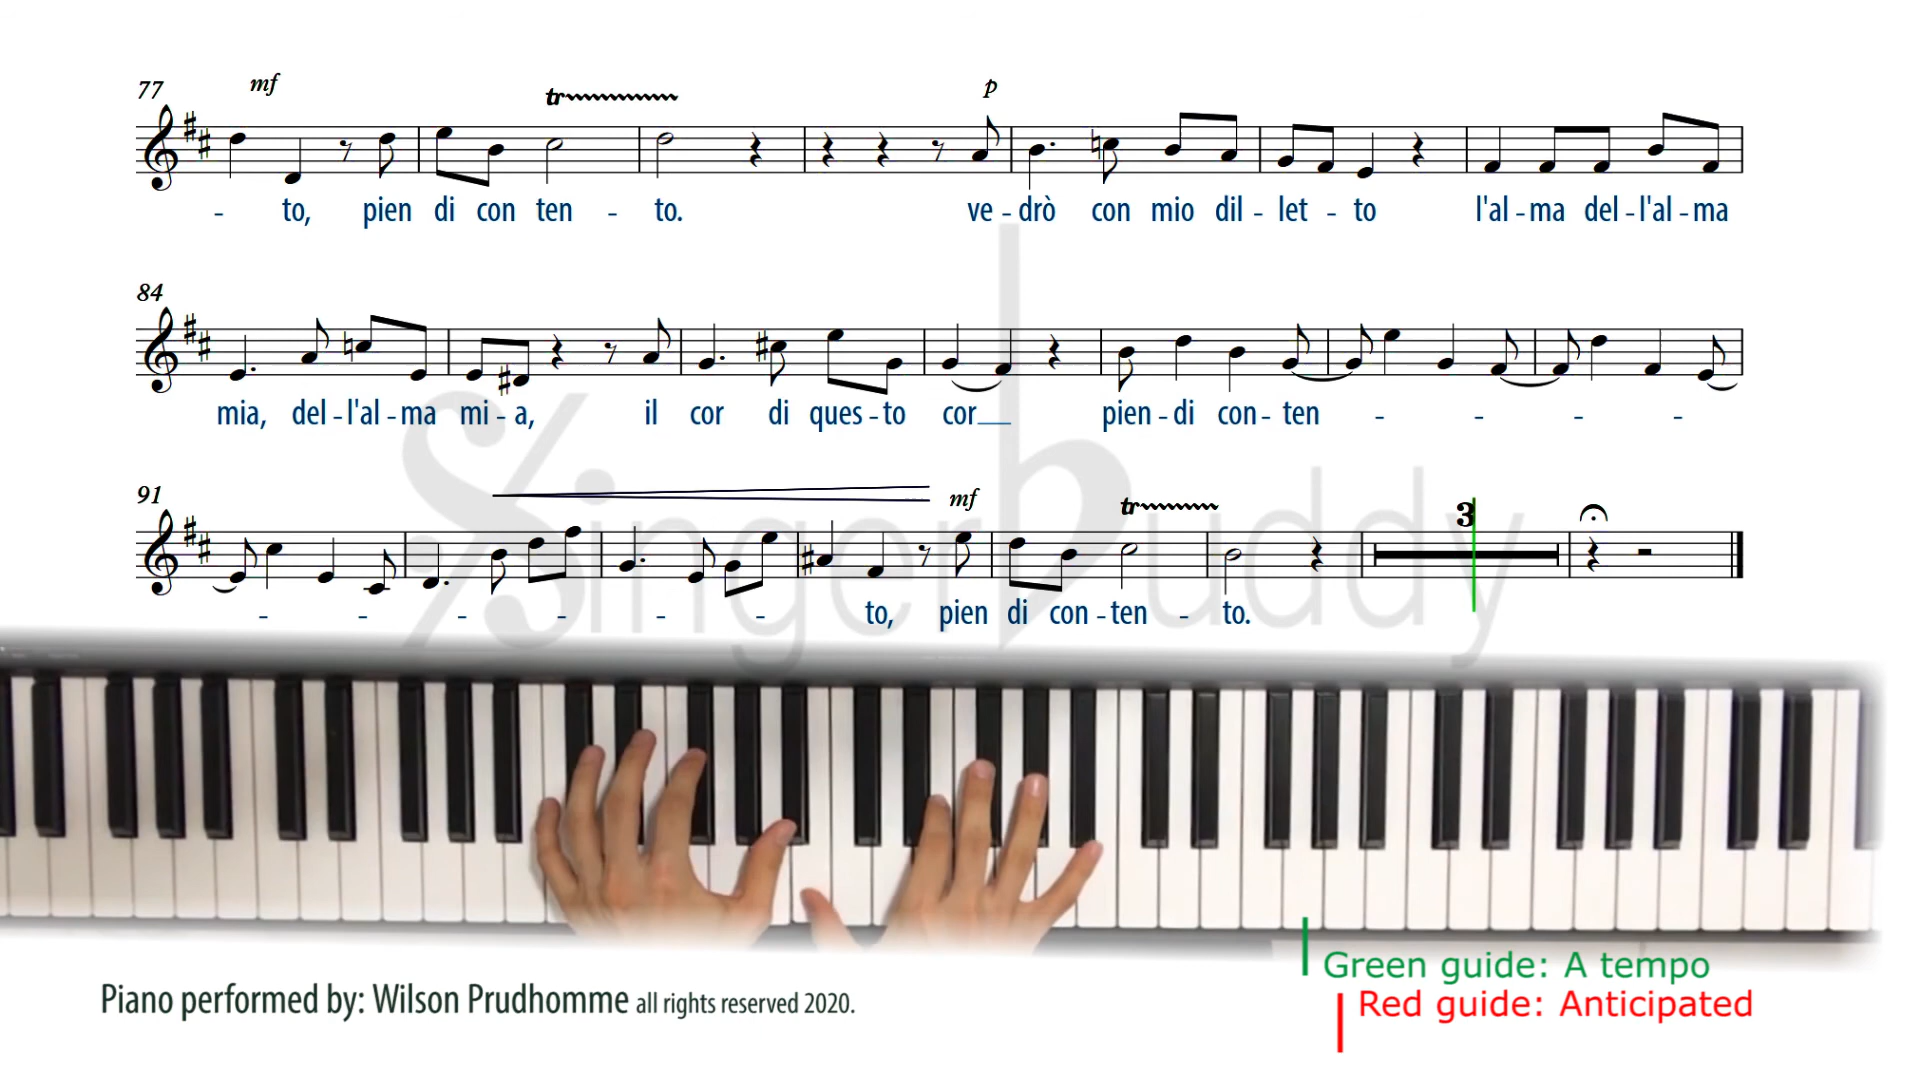 77 mf tr p
- to, pien di con ten - to. ve - drò con mio dil - let - to l'al - ma del - l'al - ma
84
mia, del - l'al - ma mi - a, il cor di ques - to cor__ pien - di con - ten - - - -
91 mf tr 3
- - - - - - to, pien di con - ten - to.
Singerbuddy
Piano performed by: Wilson Prudhomme all rights reserved 2020.
Green guide: A tempo
Red guide: Anticipated